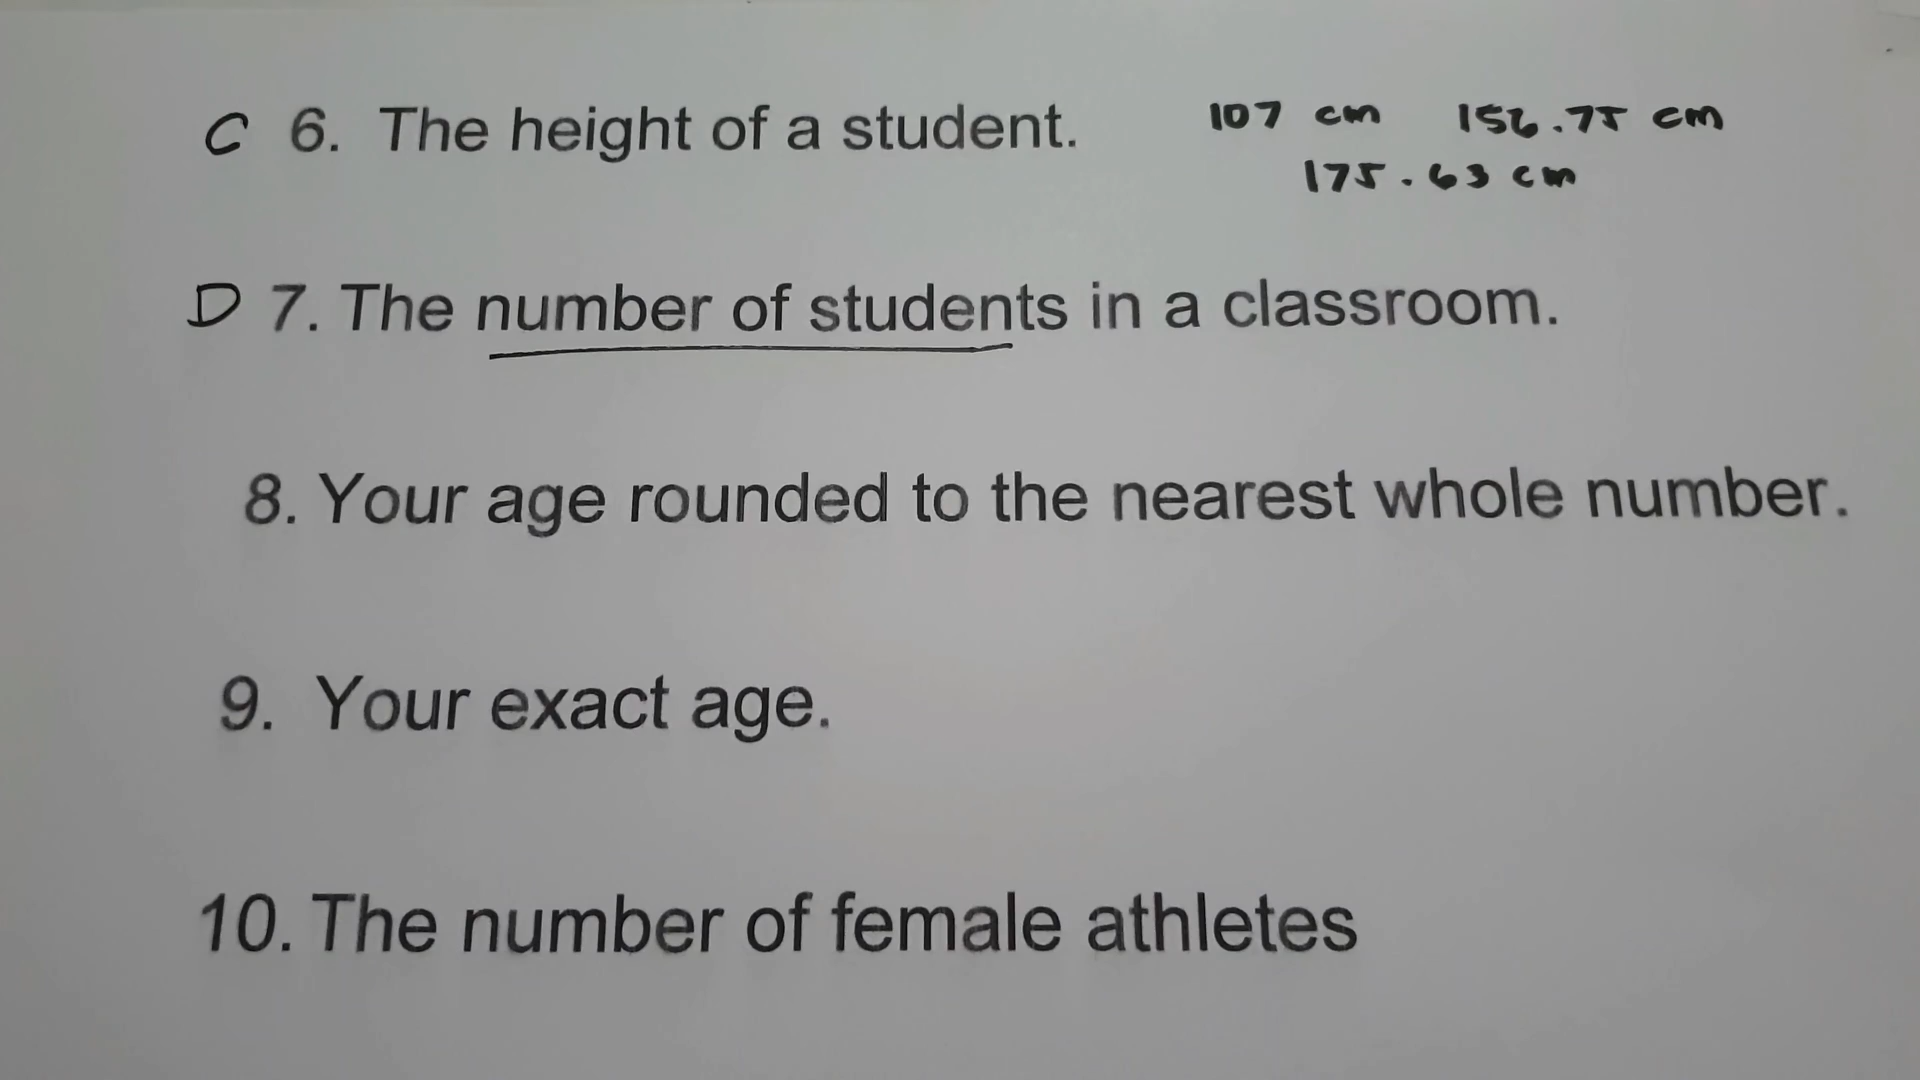 C 6. The height of a student. 107 cm 156.75 cm
175.63 cm
D 7. The number of students in a classroom.
8. Your age rounded to the nearest whole number.
9. Your exact age.
10. The number of female athletes